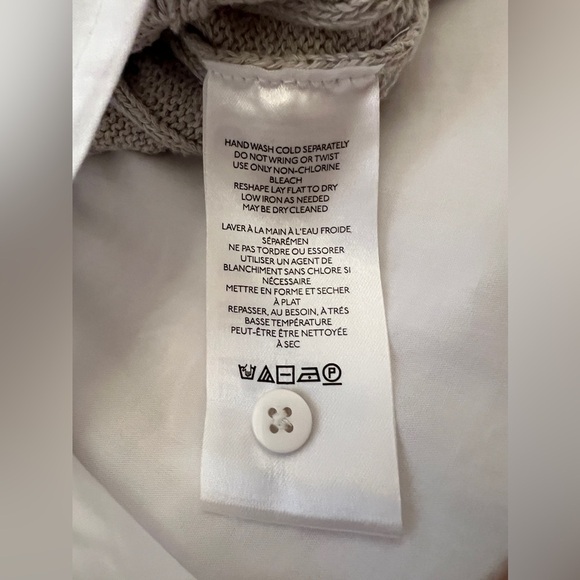 HAND WASH COLD SEPARATELY
DO NOT WRING OR TWIST
USE ONLY NON-CHLORINE
BLEACH
RESHAPE LAY FLAT TO DRY
LOW IRON AS NEEDED
MAY BE DRY CLEANED
LAVER À LA MAIN À L'EAU FROIDE,
SÉPARÉMEN
NE PAS TORDRE OU ESSORER
UTILISER UN AGENT DE
BLANCHIMENT SANS CHLORE SI
NÉCESSAIRE
METTRE EN FORME ET SECHER
À PLAT
REPASSER, AU BESOIN, À TRÉS
BASSE TEMPÉRATURE
PEUT-ÊTRE ÊTRE NETTOYÉE
À SEC
P